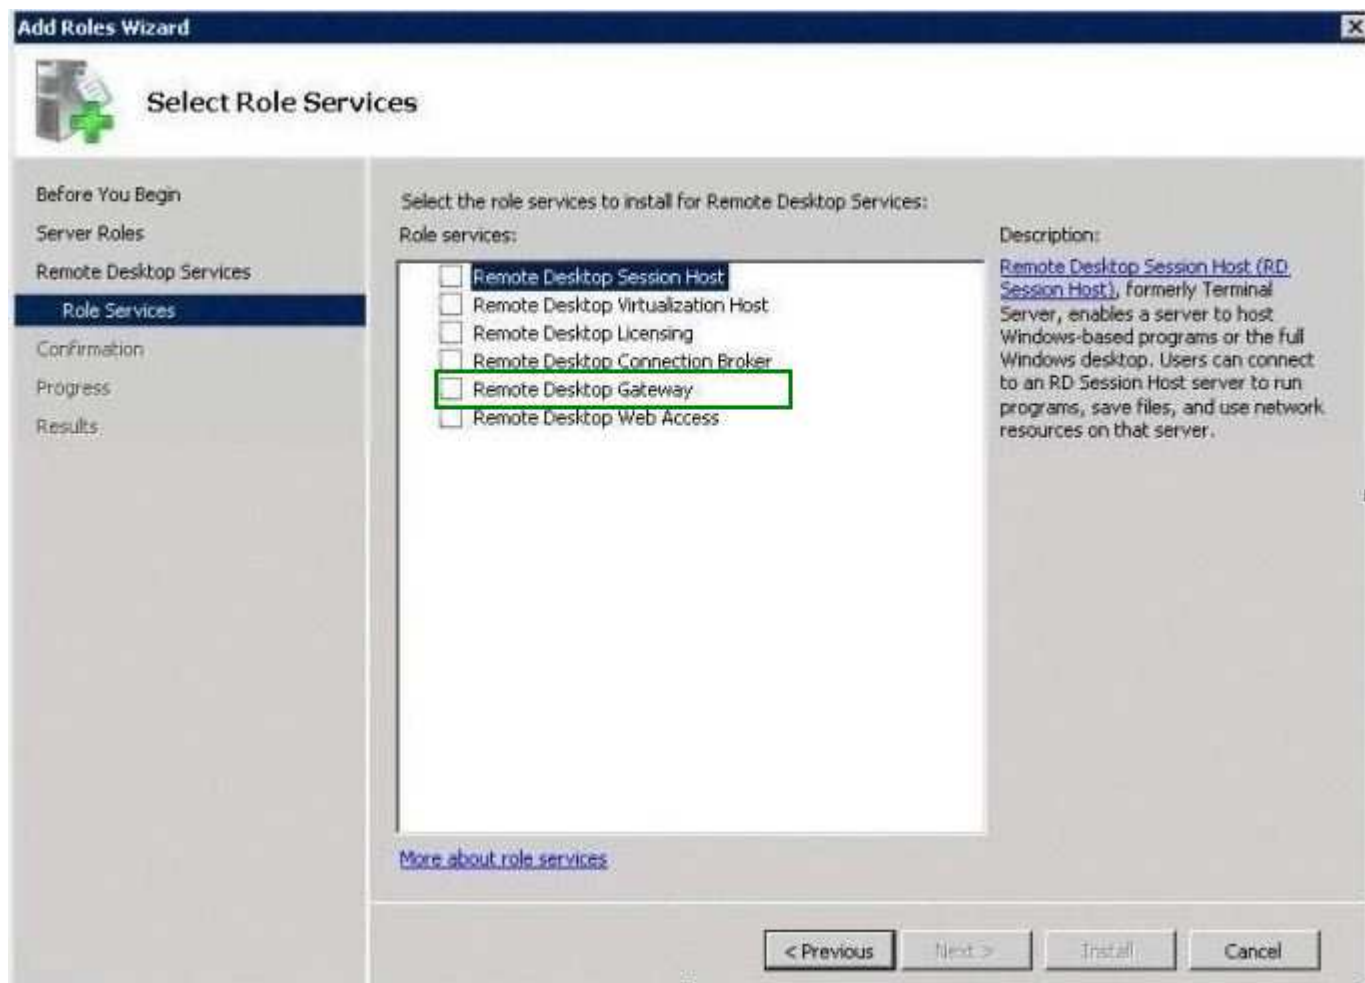 Add Roles Wizard
Select Role Services
Before You Begin
Server Roles
Remote Desktop Services
Role Services
Confirmation
Progress
Results
Select the role services to install for Remote Desktop Services:
Role services:
Remote Desktop Session Host
Remote Desktop Virtualization Host
Remote Desktop Licensing
Remote Desktop Connection Broker
Remote Desktop Gateway
Remote Desktop Web Access
More about role services
Description:
Remote Desktop Session Host (RD
Session Host), formerly Terminal
Server, enables a server to host
Windows-based programs or the full
Windows desktop. Users can connect
to an RD Session Host server to run
programs, save files, and use network
resources on that server.
< Previous
Next >
Install
Cancel